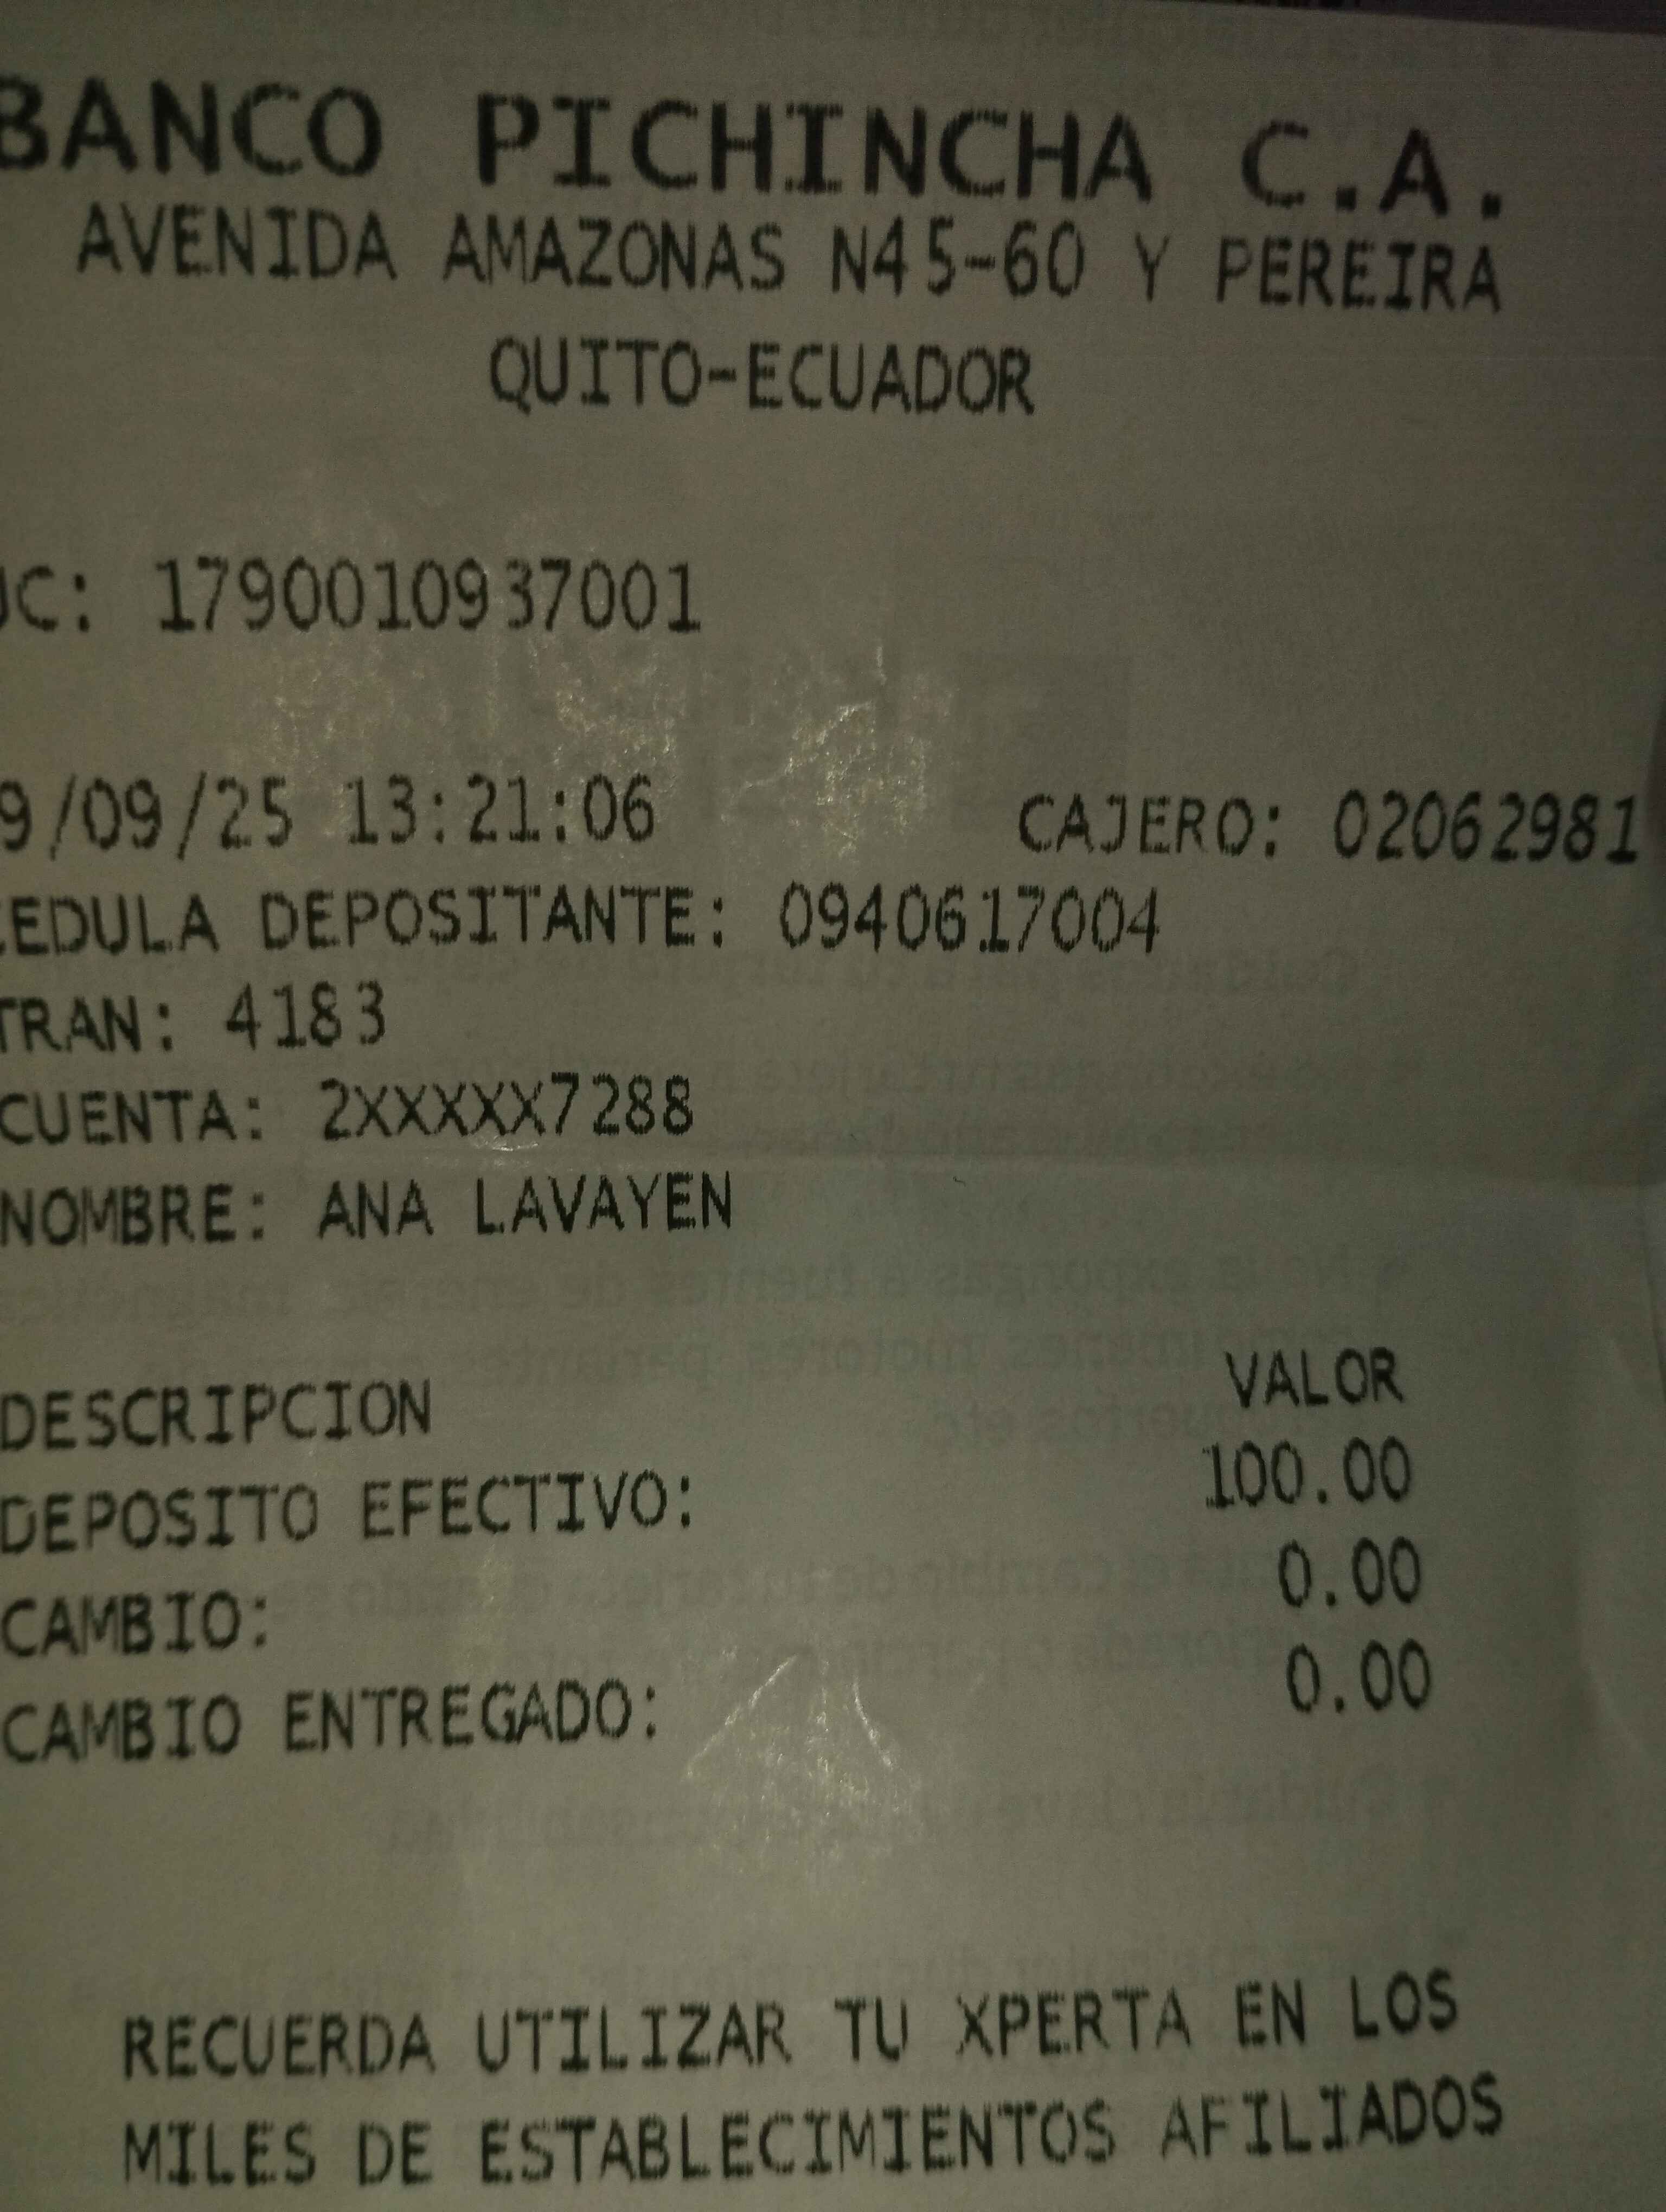 BANCO PICHINCHA C.A.
AVENIDA AMAZONAS N45-60 Y PEREIRA
QUITO-ECUADOR
UC: 1790010937001
9/09/25 13:21:06 CAJERO: 02062981
CEDULA DEPOSITANTE: 0940617004
TRAN: 4183
CUENTA: 2XXXXX7288
NOMBRE: ANA LAVAYEN
DESCRIPCION VALOR
DEPOSITO EFECTIVO: 100.00
CAMBIO: 0.00
CAMBIO ENTREGADO: 0.00
RECUERDA UTILIZAR TU XPERTA EN LOS
MILES DE ESTABLECIMIENTOS AFILIADOS